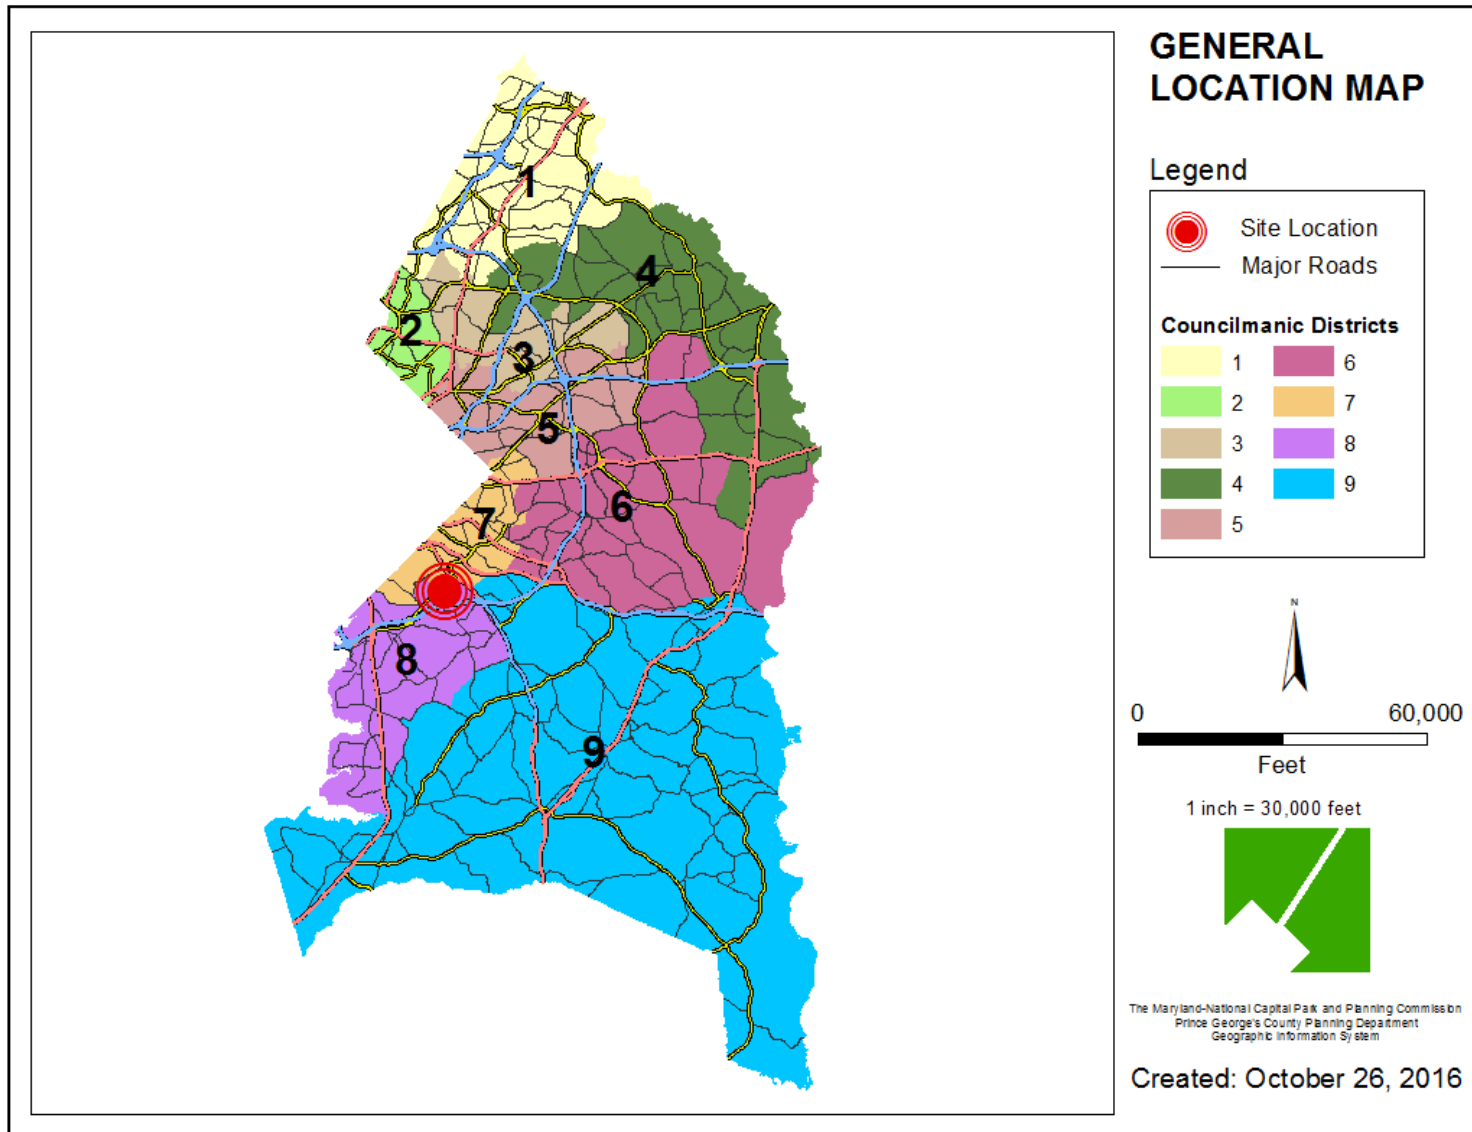 GENERAL
LOCATION MAP
Legend
Site Location
Major Roads
Councilmanic Districts
1
6
2
7
3
8
4
9
5
1
2
3
4
5
6
7
8
9
N
0
60,000
Feet
1 inch = 30,000 feet
The Maryland-National Capital Park and Planning Commission
Prince George's County Planning Department
Geographic Information System
Created: October 26, 2016